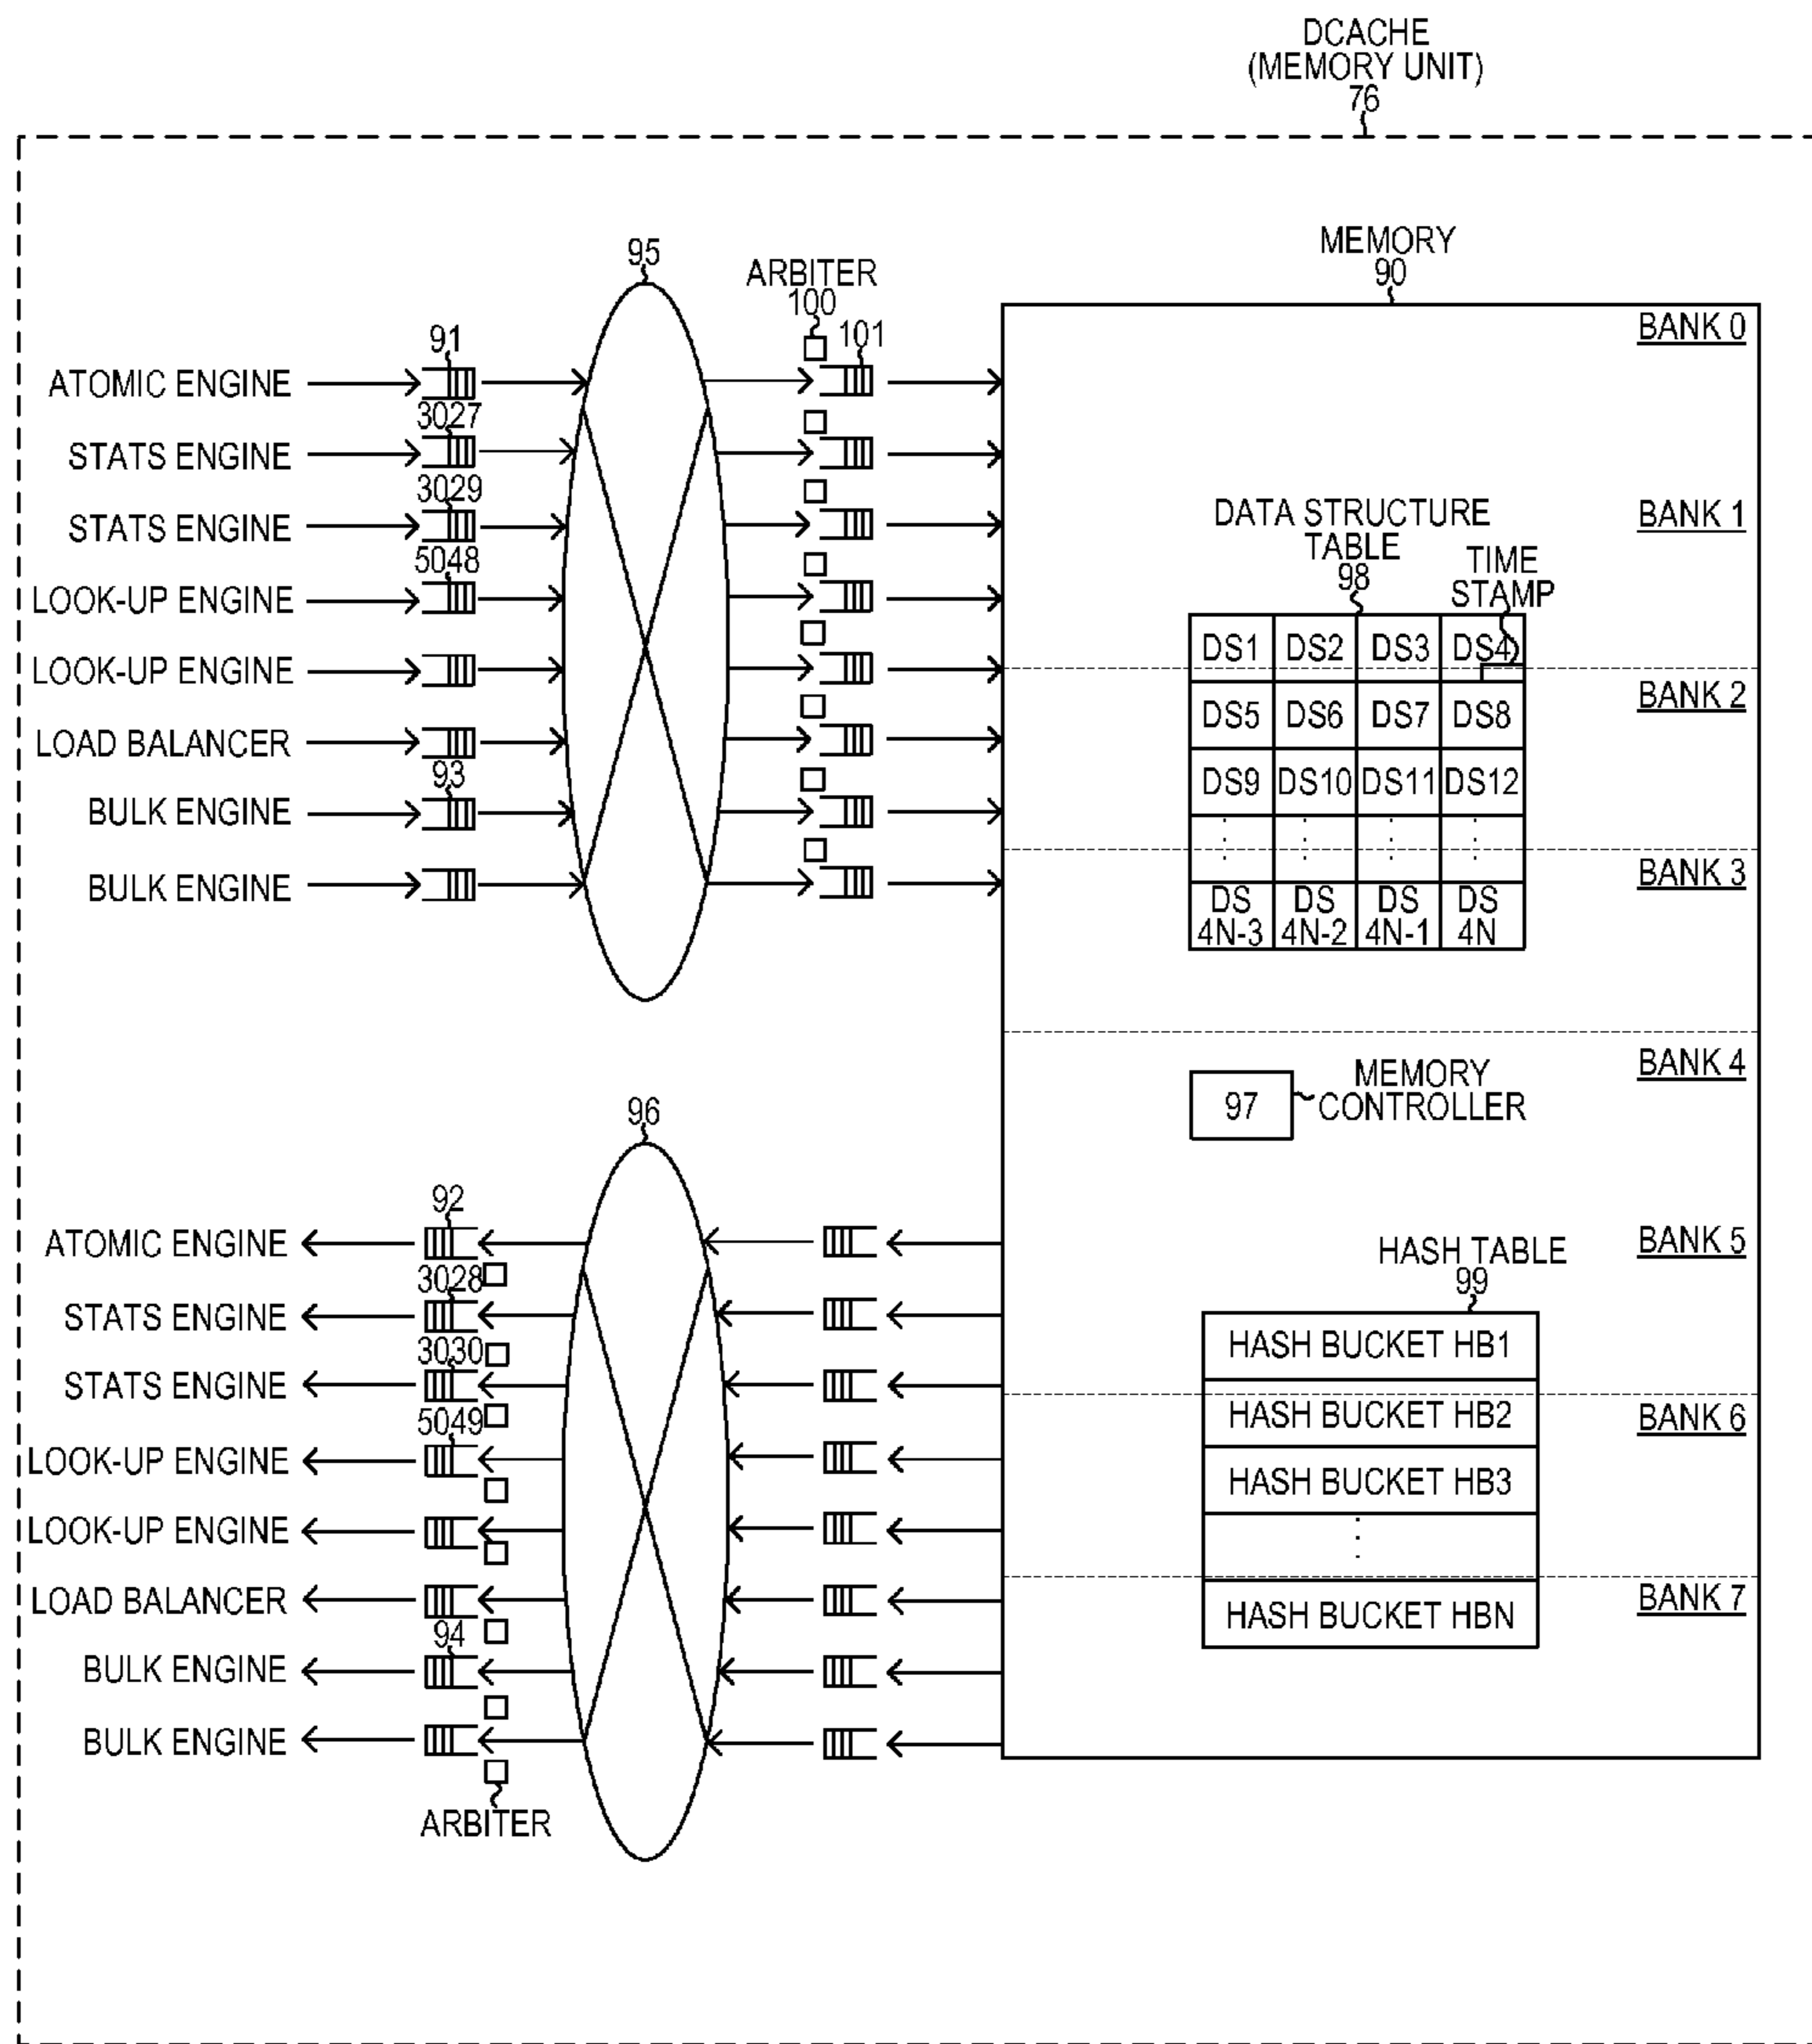 DCACHE
(MEMORY UNIT)
76
MEMORY
90
95
ARBITER
100
101
91
ATOMIC ENGINE
3027
STATS ENGINE
3029
STATS ENGINE
5048
LOOK-UP ENGINE
LOOK-UP ENGINE
LOAD BALANCER
93
BULK ENGINE
BULK ENGINE
BANK 0
BANK 1
DATA STRUCTURE
TABLE
98
TIME
STAMP
DS1 DS2 DS3 DS4
BANK 2
DS5 DS6 DS7 DS8
DS9 DS10 DS11 DS12
⋮ ⋮ ⋮ ⋮
BANK 3
DS DS DS DS
4N-3 4N-2 4N-1 4N
BANK 4
MEMORY
CONTROLLER
97
96
92
ATOMIC ENGINE
3028
STATS ENGINE
3030
STATS ENGINE
5049
LOOK-UP ENGINE
LOOK-UP ENGINE
LOAD BALANCER
94
BULK ENGINE
BULK ENGINE
ARBITER
BANK 5
HASH TABLE
99
HASH BUCKET HB1
HASH BUCKET HB2
BANK 6
HASH BUCKET HB3
⋮
HASH BUCKET HBN
BANK 7